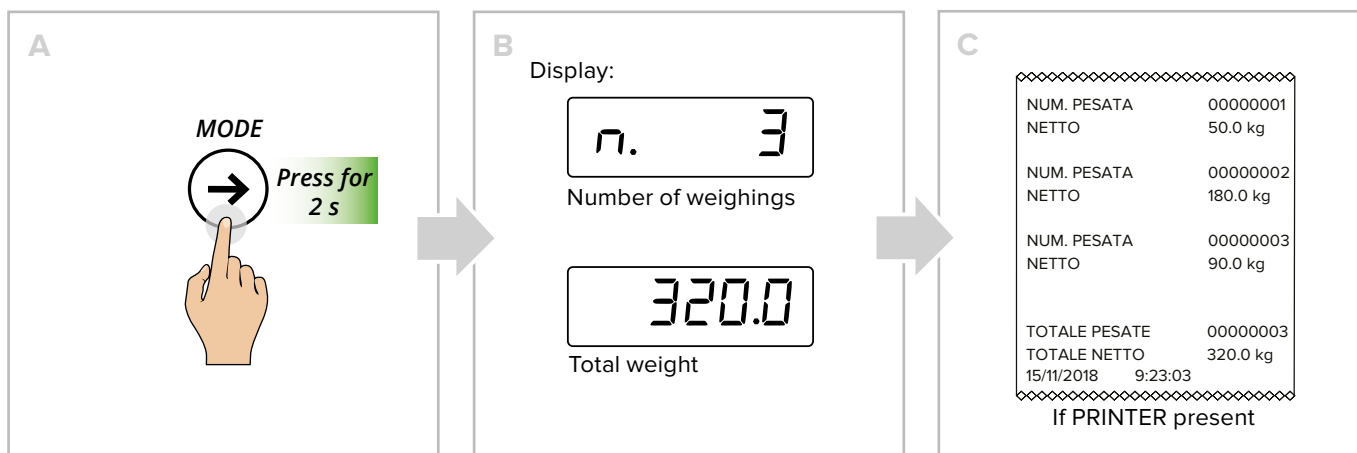 A
MODE
Press for
2 s
B
Display:
n. 3
Number of weighings
320.0
Total weight
C
NUM. PESATA 00000001
NETTO 50.0 kg
NUM. PESATA 00000002
NETTO 180.0 kg
NUM. PESATA 00000003
NETTO 90.0 kg
TOTALE PESATE 00000003
TOTALE NETTO 320.0 kg
15/11/2018 9:23:03
If PRINTER present